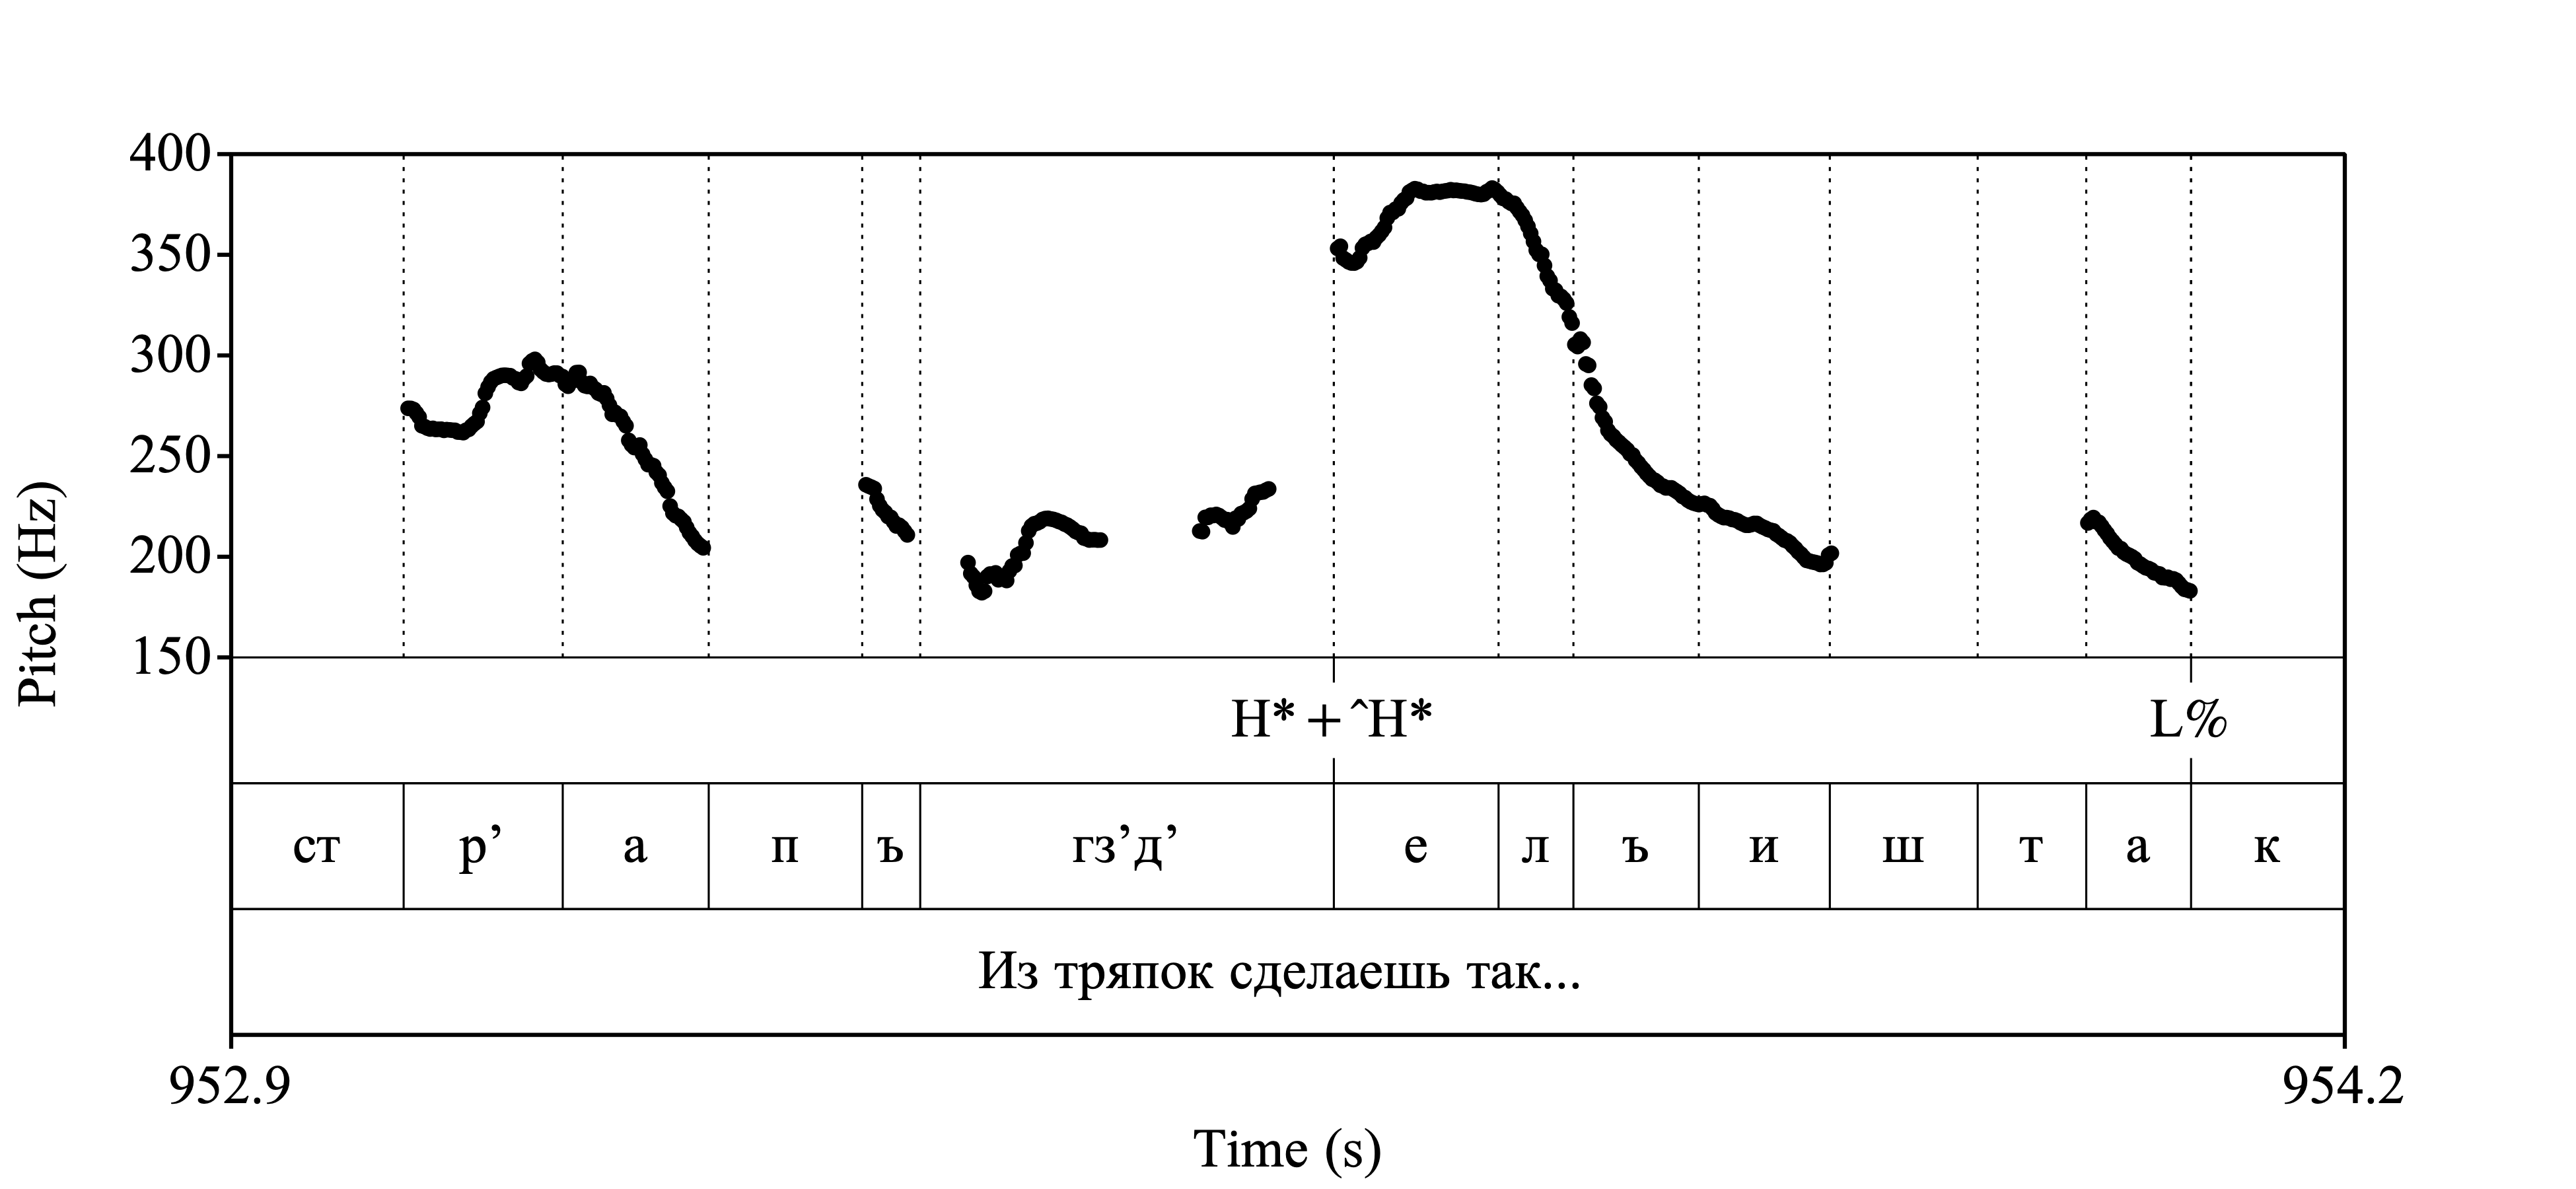 400
350
300
250
200
150
Pitch (Hz)
H* + ˆH* L%
ст р’ а п ъ гз’д’ е л ъ и ш т а к
Из тряпок сделаешь так...
952.9 954.2
Time (s)